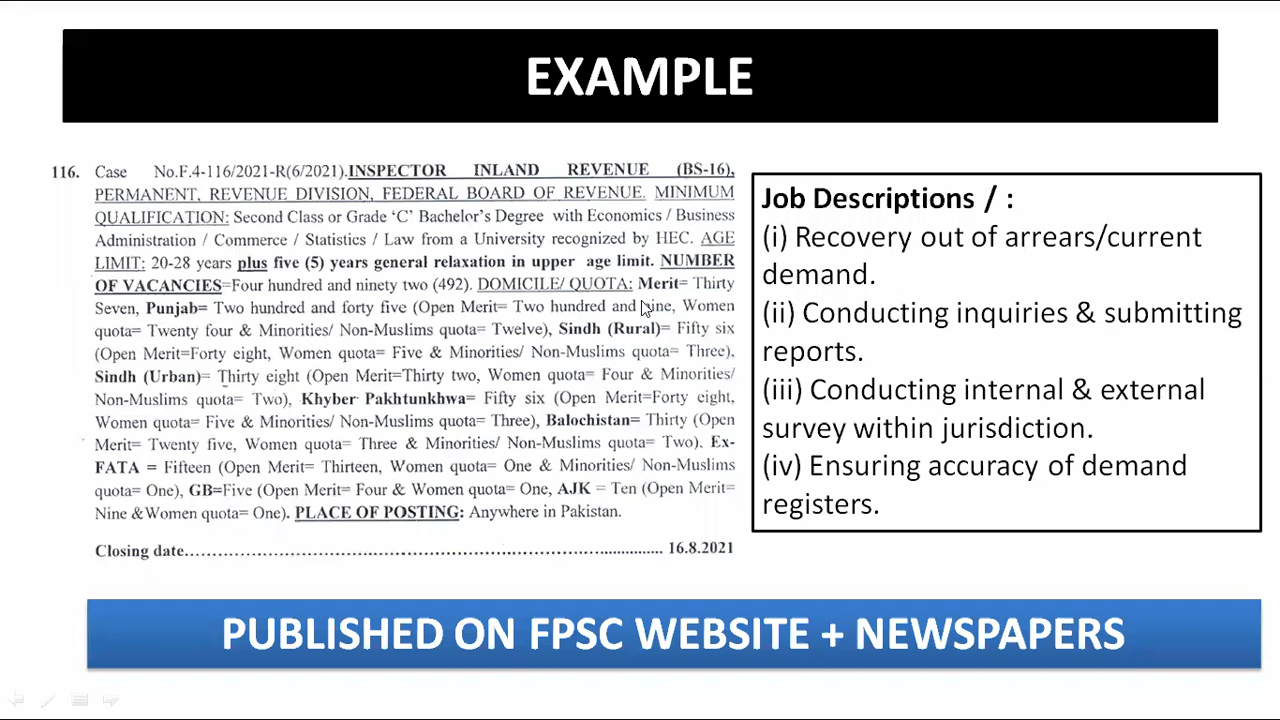 EXAMPLE
116. Case No.F.4-116/2021-R(6/2021).INSPECTOR INLAND REVENUE (BS-16),
PERMANENT, REVENUE DIVISION, FEDERAL BOARD OF REVENUE. MINIMUM
QUALIFICATION: Second Class or Grade ‘C’ Bachelor’s Degree with Economics / Business
Administration / Commerce / Statistics / Law from a University recognized by HEC. AGE
LIMIT: 20-28 years plus five (5) years general relaxation in upper age limit. NUMBER
OF VACANCIES=Four hundred and ninety two (492). DOMICILE/ QUOTA: Merit= Thirty
Seven, Punjab= Two hundred and forty five (Open Merit= Two hundred and nine, Women
quota= Twenty four & Minorities/ Non-Muslims quota= Twelve), Sindh (Rural)= Fifty six
(Open Merit=Forty eight, Women quota= Five & Minorities/ Non-Muslims quota= Three),
Sindh (Urban)= Thirty eight (Open Merit=Thirty two, Women quota= Four & Minorities/
Non-Muslims quota= Two), Khyber Pakhtunkhwa= Fifty six (Open Merit=Forty eight,
Women quota= Five & Minorities/ Non-Muslims quota= Three), Balochistan= Thirty (Open
Merit= Twenty five, Women quota= Three & Minorities/ Non-Muslims quota= Two). Ex-
FATA = Fifteen (Open Merit= Thirteen, Women quota= One & Minorities/ Non-Muslims
quota= One), GB=Five (Open Merit= Four & Women quota= One, AJK = Ten (Open Merit=
Nine &Women quota= One). PLACE OF POSTING: Anywhere in Pakistan.
Closing date................................................................................ 16.8.2021
Job Descriptions / :
(i) Recovery out of arrears/current
demand.
(ii) Conducting inquiries & submitting
reports.
(iii) Conducting internal & external
survey within jurisdiction.
(iv) Ensuring accuracy of demand
registers.
PUBLISHED ON FPSC WEBSITE + NEWSPAPERS